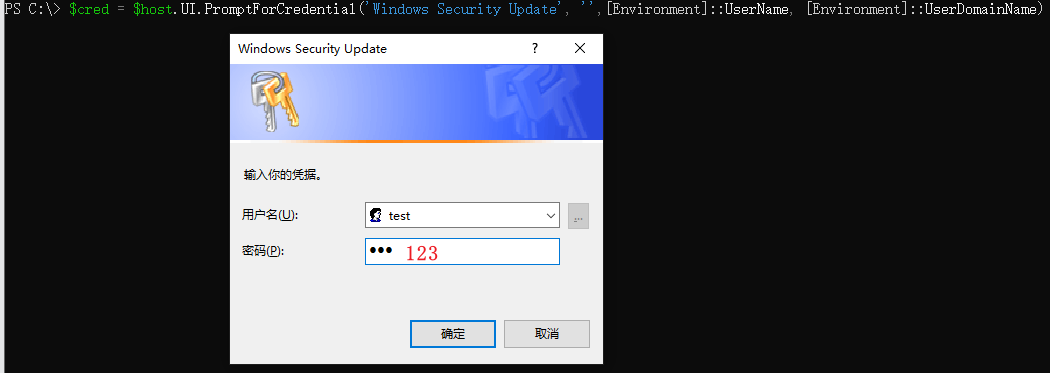 PS C:\> $cred = $host.UI.PromptForCredential('Windows Security Update', '',[Environment]::UserName, [Environment]::UserDomainName)
Windows Security Update
?
输入你的凭据。
用户名(U):
test
...
密码(P):
••• 123
确定
取消